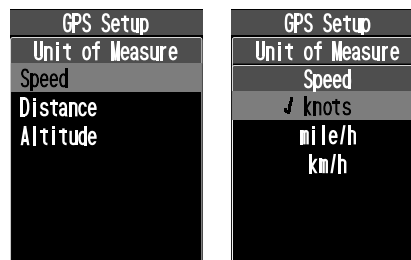 GPS Setup
Unit of Measure
Speed
Distance
Altitude
GPS Setup
Unit of Measure
Speed
✓ knots
mile/h
km/h